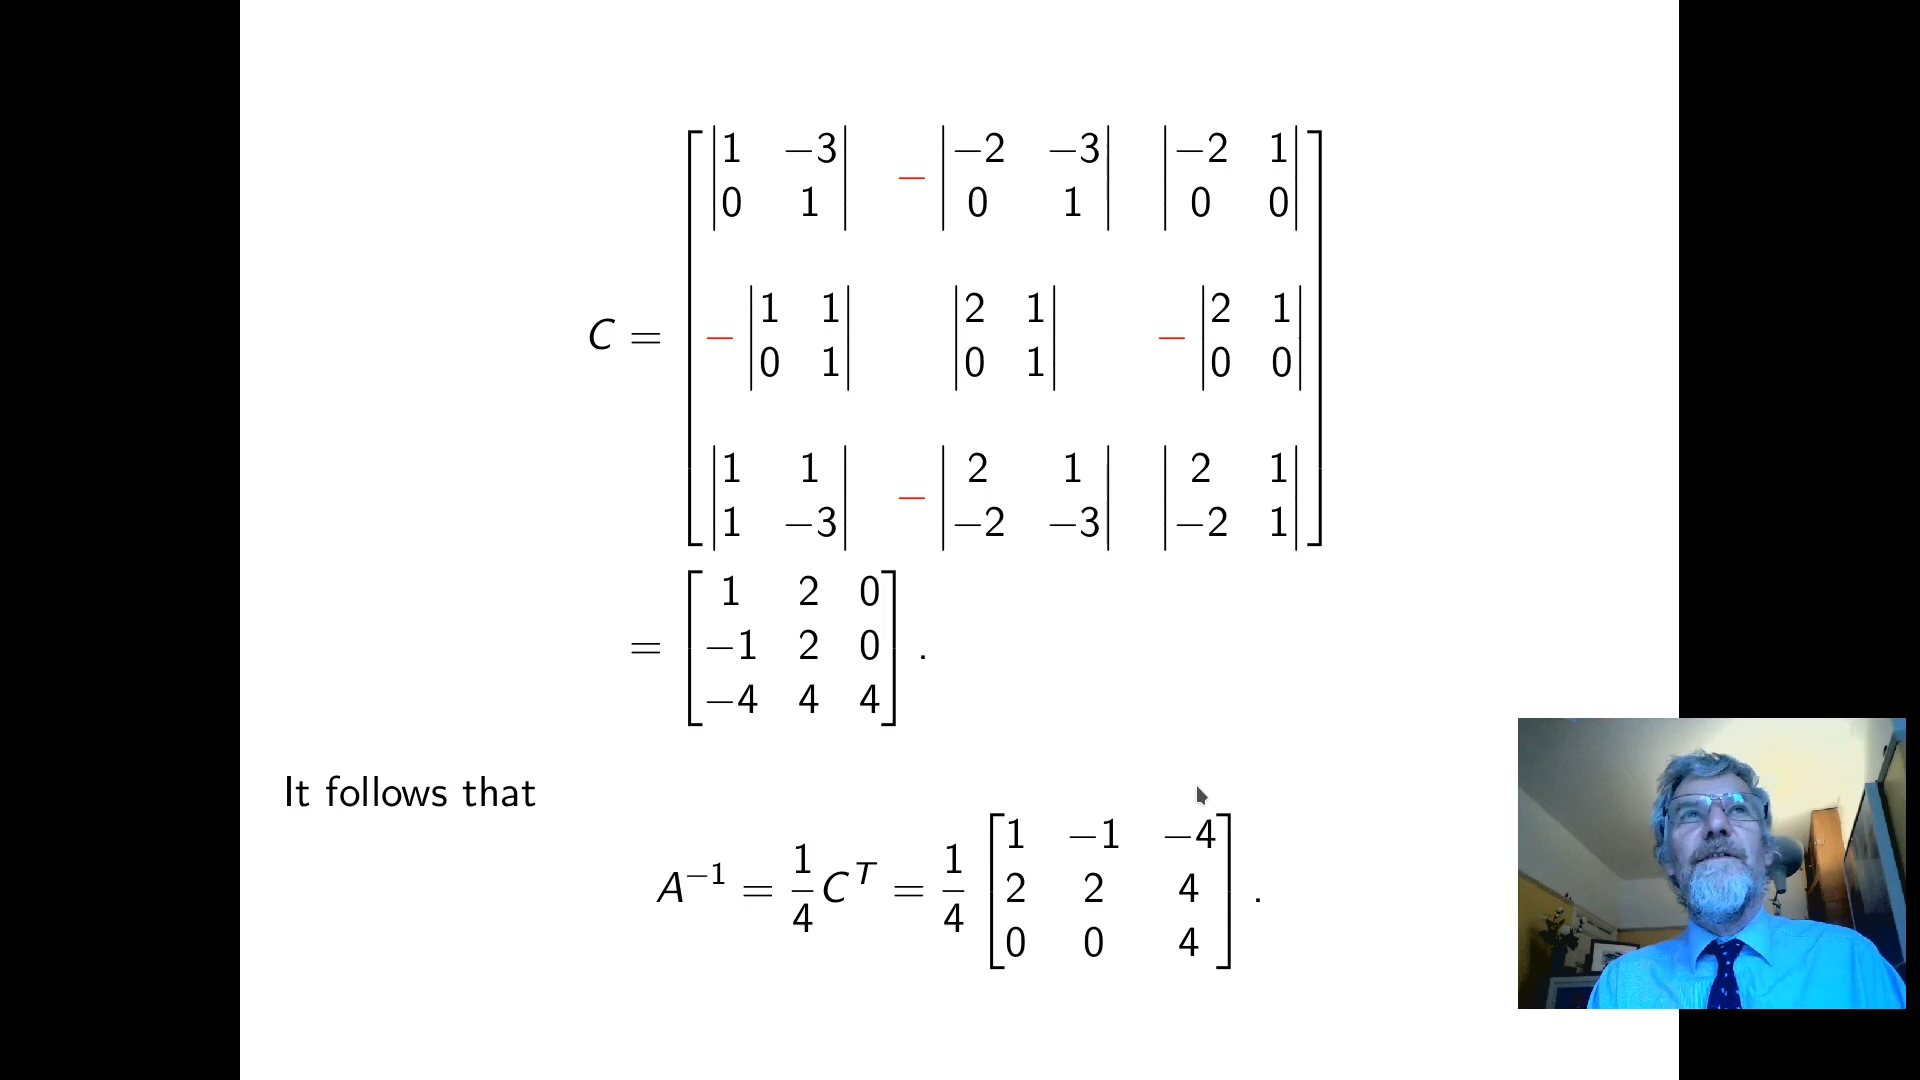 C = [ |1 −3; 0 1| − |−2 −3; 0 1| |−2 1; 0 0|
− |1 1; 0 1| |2 1; 0 1| − |2 1; 0 0|
|1 1; 1 −3| − |2 1; −2 −3| |2 1; −2 1| ]
= [ 1 2 0
−1 2 0
−4 4 4 ] .
It follows that
A^{−1} = 1/4 C^T = 1/4 [ 1 −1 −4
2 2 4
0 0 4 ] .